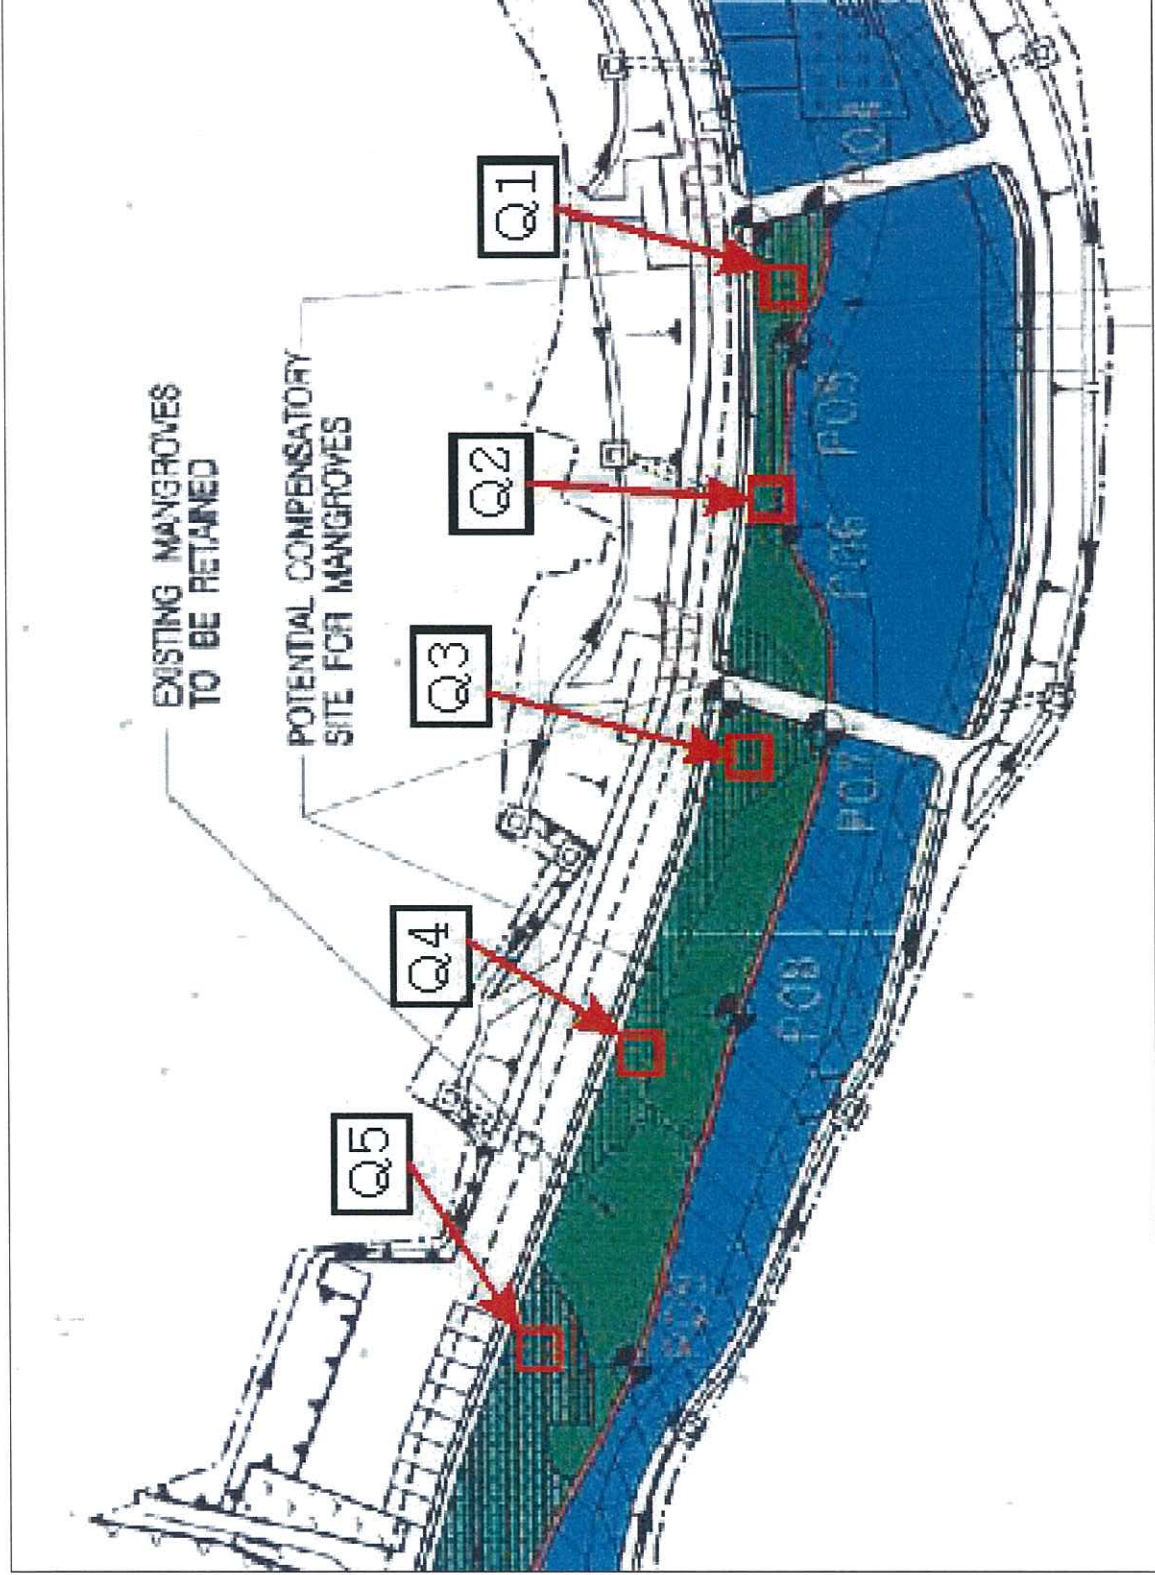 EXISTING MANGROVES
TO BE RETAINED
POTENTIAL COMPENSATORY
SITE FOR MANGROVES
Q5
Q4
Q3
Q2
Q1
P08
P07
P06
P05